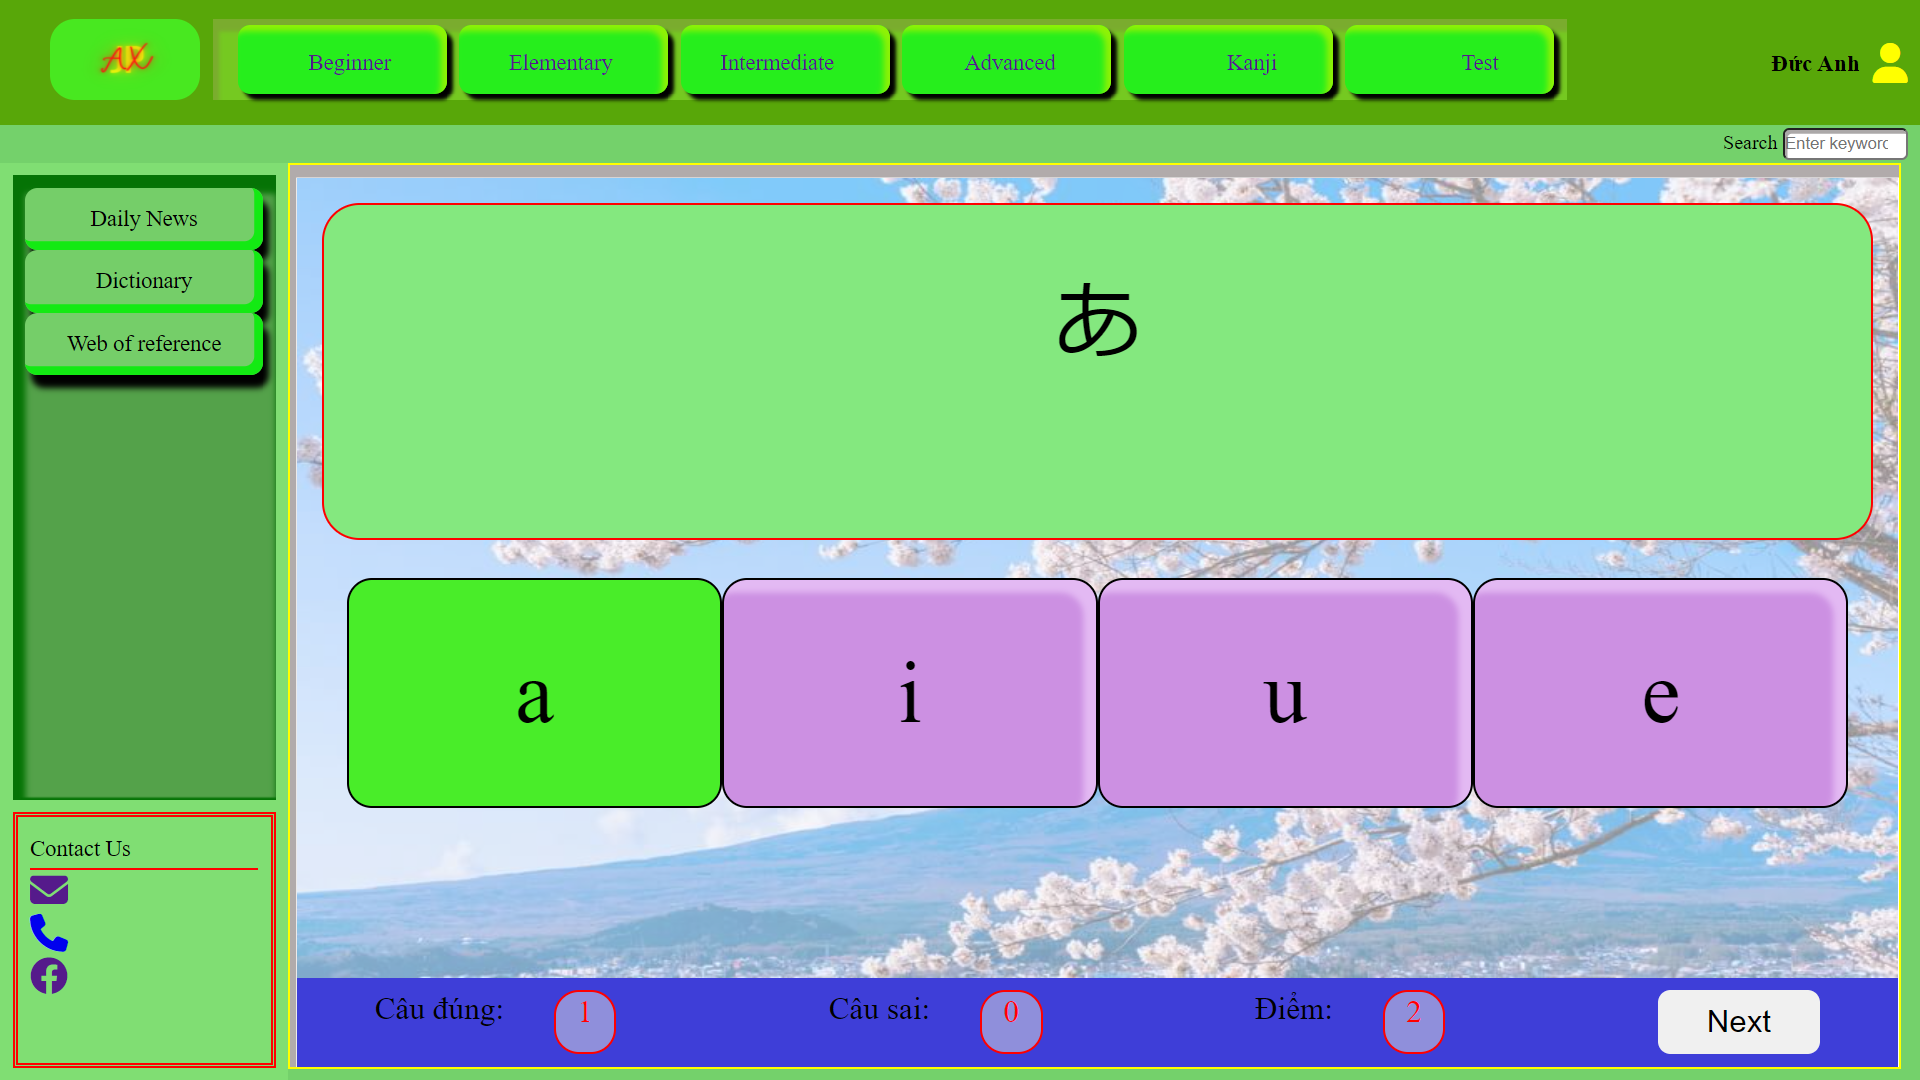 AX
Beginner Elementary Intermediate Advanced Kanji Test
Đức Anh
Search Enter keyword
Daily News
Dictionary
Web of reference
あ
a i u e
Contact Us
Câu đúng: 1 Câu sai: 0 Điểm: 2 Next